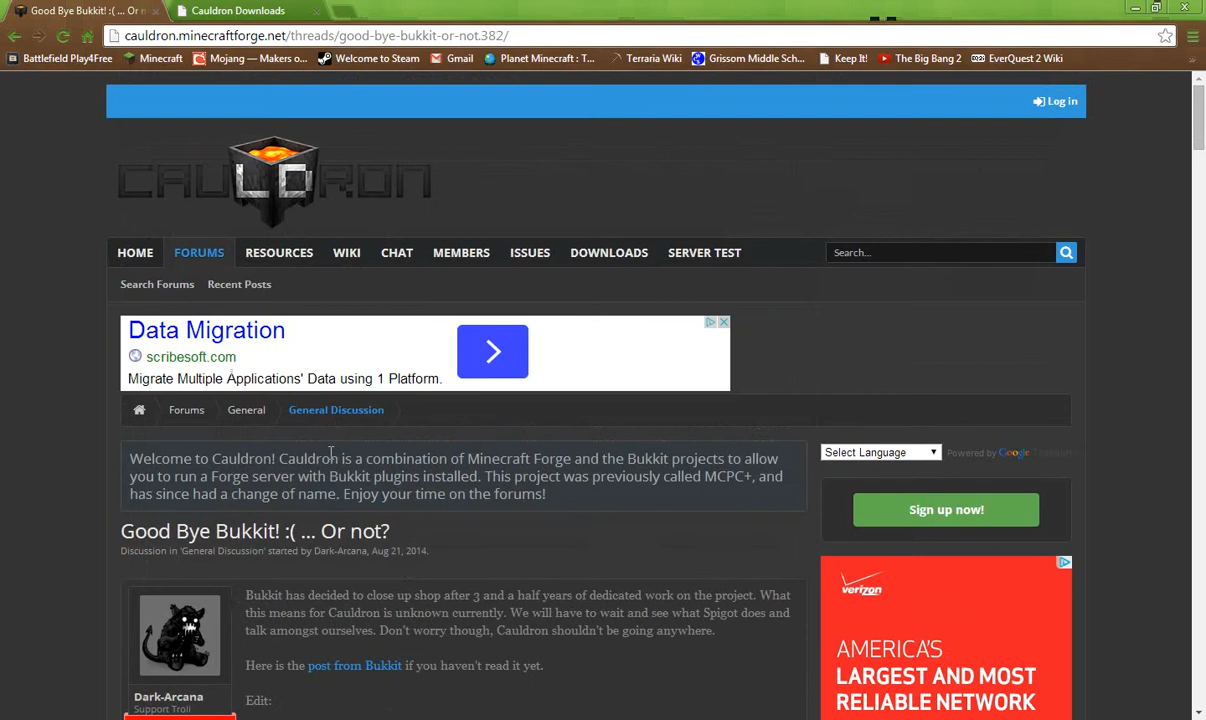 Good Bye Bukkit! :( ... Or n
Cauldron Downloads
cauldron.minecraftforge.net/threads/good-bye-bukkit-or-not.382/
Battlefield Play4Free Minecraft Mojang — Makers o... Welcome to Steam Gmail Planet Minecraft : T... Terraria Wiki Grissom Middle Sch... Keep It! The Big Bang 2 EverQuest 2 Wiki
Log in
CAULDRON
HOME FORUMS RESOURCES WIKI CHAT MEMBERS ISSUES DOWNLOADS SERVER TEST Search...
Search Forums Recent Posts
Data Migration
scribesoft.com
Migrate Multiple Applications' Data using 1 Platform.
Forums General General Discussion
Welcome to Cauldron! Cauldron is a combination of Minecraft Forge and the Bukkit projects to allow
you to run a Forge server with Bukkit plugins installed. This project was previously called MCPC+, and
has since had a change of name. Enjoy your time on the forums!
Select Language Powered by Google
Sign up now!
Good Bye Bukkit! :( ... Or not?
Discussion in 'General Discussion' started by Dark-Arcana, Aug 21, 2014.
Bukkit has decided to close up shop after 3 and a half years of dedicated work on the project. What
this means for Cauldron is unknown currently. We will have to wait and see what Spigot does and
talk amongst ourselves. Don't worry though, Cauldron shouldn't be going anywhere.
Here is the post from Bukkit if you haven't read it yet.
Edit:
Dark-Arcana
Support Troll
verizon
AMERICA'S
LARGEST AND MOST
RELIABLE NETWORK